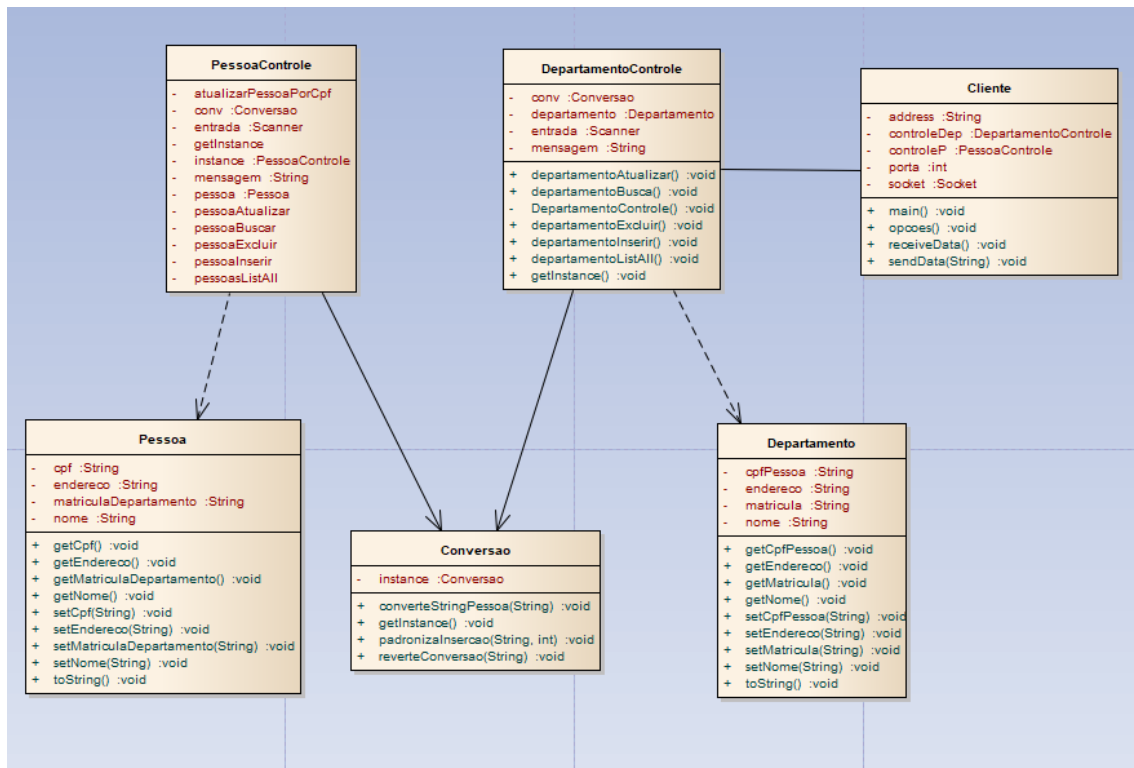 PessoaControle
- atualizarPessoaPorCpf
- conv :Conversao
- entrada :Scanner
- getInstance
- instance :PessoaControle
- mensagem :String
- pessoa :Pessoa
- pessoaAtualizar
- pessoaBuscar
- pessoaExcluir
- pessoaInserir
- pessoasListAll
DepartamentoControle
- conv :Conversao
- departamento :Departamento
- entrada :Scanner
- mensagem :String
+ departamentoAtualizar() :void
+ departamentoBusca() :void
- DepartamentoControle() :void
+ departamentoExcluir() :void
+ departamentoInserir() :void
+ departamentoListAll() :void
+ getInstance() :void
Cliente
- address :String
- controleDep :DepartamentoControle
- controleP :PessoaControle
- porta :int
- socket :Socket
+ main() :void
+ opcoes() :void
+ receiveData() :void
+ sendData(String) :void
Pessoa
- cpf :String
- endereco :String
- matriculaDepartamento :String
- nome :String
+ getCpf() :void
+ getEndereco() :void
+ getMatriculaDepartamento() :void
+ getNome() :void
+ setCpf(String) :void
+ setEndereco(String) :void
+ setMatriculaDepartamento(String) :void
+ setNome(String) :void
+ toString() :void
Conversao
- instance :Conversao
+ converteStringPessoa(String) :void
+ getInstance() :void
+ padronizaInsercao(String, int) :void
+ reverteConversao(String) :void
Departamento
- cpfPessoa :String
- endereco :String
- matricula :String
- nome :String
+ getCpfPessoa() :void
+ getEndereco() :void
+ getMatricula() :void
+ getNome() :void
+ setCpfPessoa(String) :void
+ setEndereco(String) :void
+ setMatricula(String) :void
+ setNome(String) :void
+ toString() :void